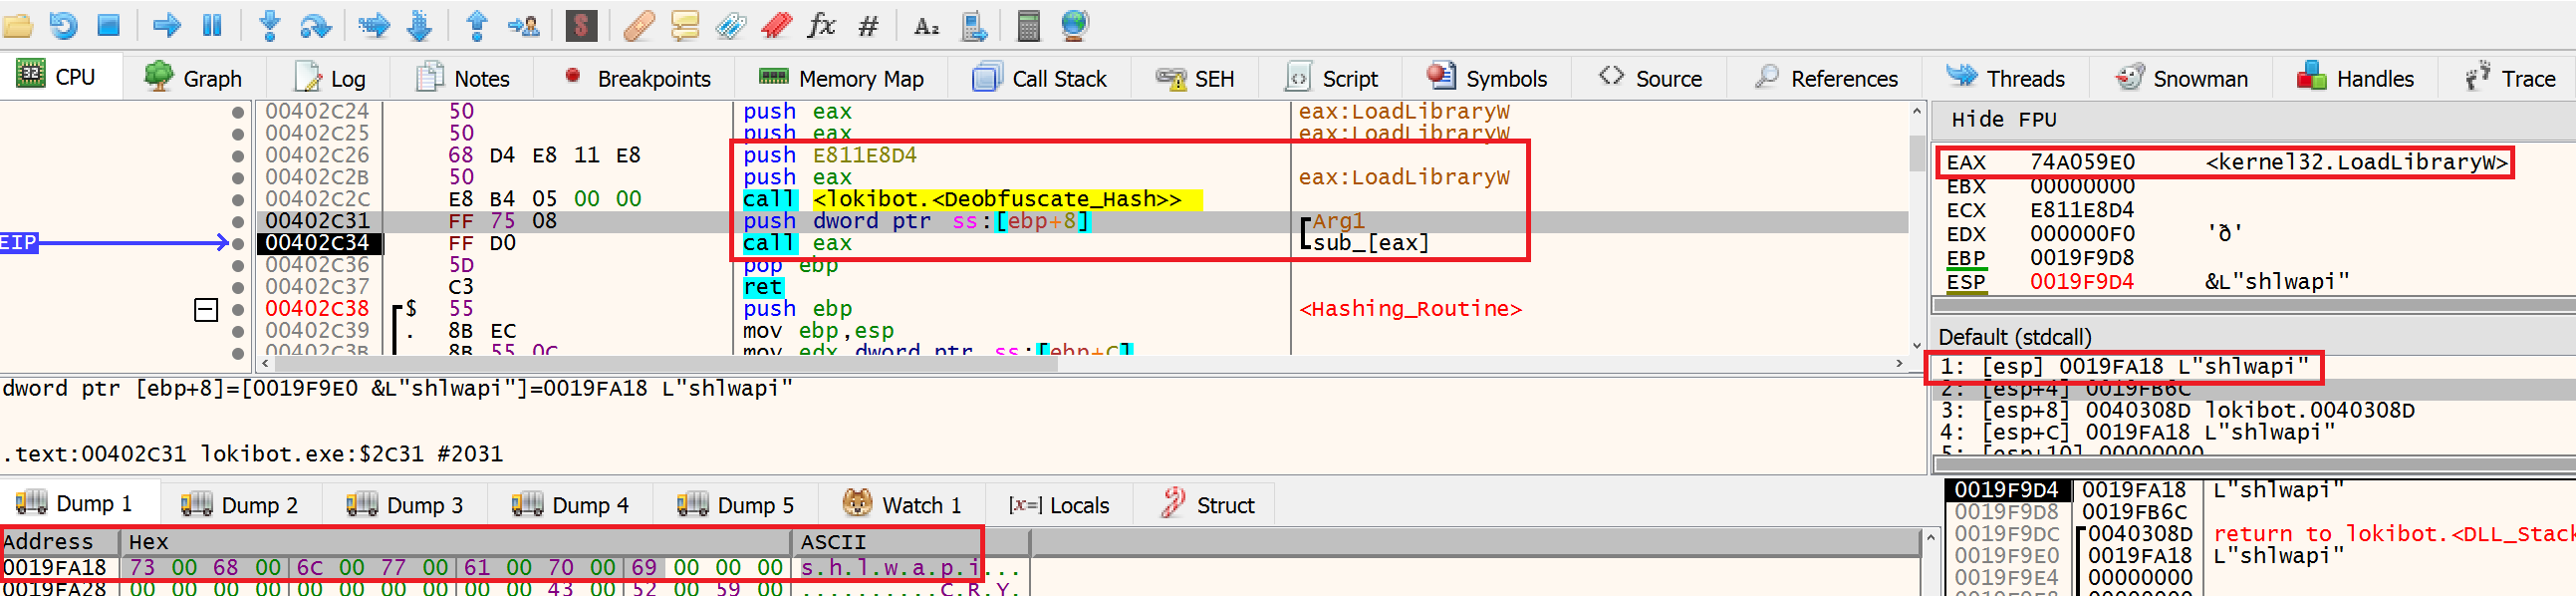 S fx # A₂
32 CPU Graph Log Notes Breakpoints Memory Map Call Stack SEH Script Symbols Source References Threads Snowman Handles Trace
00402C24 50 push eax eax:LoadLibraryW
00402C25 50 push eax eax:LoadLibraryW
00402C26 68 D4 E8 11 E8 push E811E8D4
00402C2B 50 push eax eax:LoadLibraryW
00402C2C E8 B4 05 00 00 call <lokibot.<Deobfuscate_Hash>>
00402C31 FF 75 08 push dword ptr ss:[ebp+8] Arg1
EIP 00402C34 FF D0 call eax sub_[eax]
00402C36 5D pop ebp
00402C37 C3 ret
00402C38 $ 55 push ebp <Hashing_Routine>
00402C39 . 8B EC mov ebp,esp
00402C3B 8B 55 0C mov edx,dword ptr ss:[ebp+C]
Hide FPU
EAX 74A059E0 <kernel32.LoadLibraryW>
EBX 00000000
ECX E811E8D4
EDX 000000F0 'ð'
EBP 0019F9D8
ESP 0019F9D4 &L"shlwapi"
Default (stdcall)
1: [esp] 0019FA18 L"shlwapi"
2: [esp+4] 0019FB6C
3: [esp+8] 0040308D lokibot.0040308D
4: [esp+C] 0019FA18 L"shlwapi"
5: [esp+10] 00000000
dword ptr [ebp+8]=[0019F9E0 &L"shlwapi"]=0019FA18 L"shlwapi"
.text:00402C31 lokibot.exe:$2C31 #2031
Dump 1 Dump 2 Dump 3 Dump 4 Dump 5 Watch 1 [x=] Locals Struct
Address Hex ASCII
0019FA18 73 00 68 00 6C 00 77 00 61 00 70 00 69 00 00 00 s.h.l.w.a.p.i...
0019FA28 00 00 00 00 00 00 00 00 00 00 43 00 52 00 59 00 ..........C.R.Y.
0019F9D4 0019FA18 L"shlwapi"
0019F9D8 0019FB6C
0019F9DC 0040308D return to lokibot.<DLL_Stack
0019F9E0 0019FA18 L"shlwapi"
0019F9E4 00000000
0019F9E8 00000000